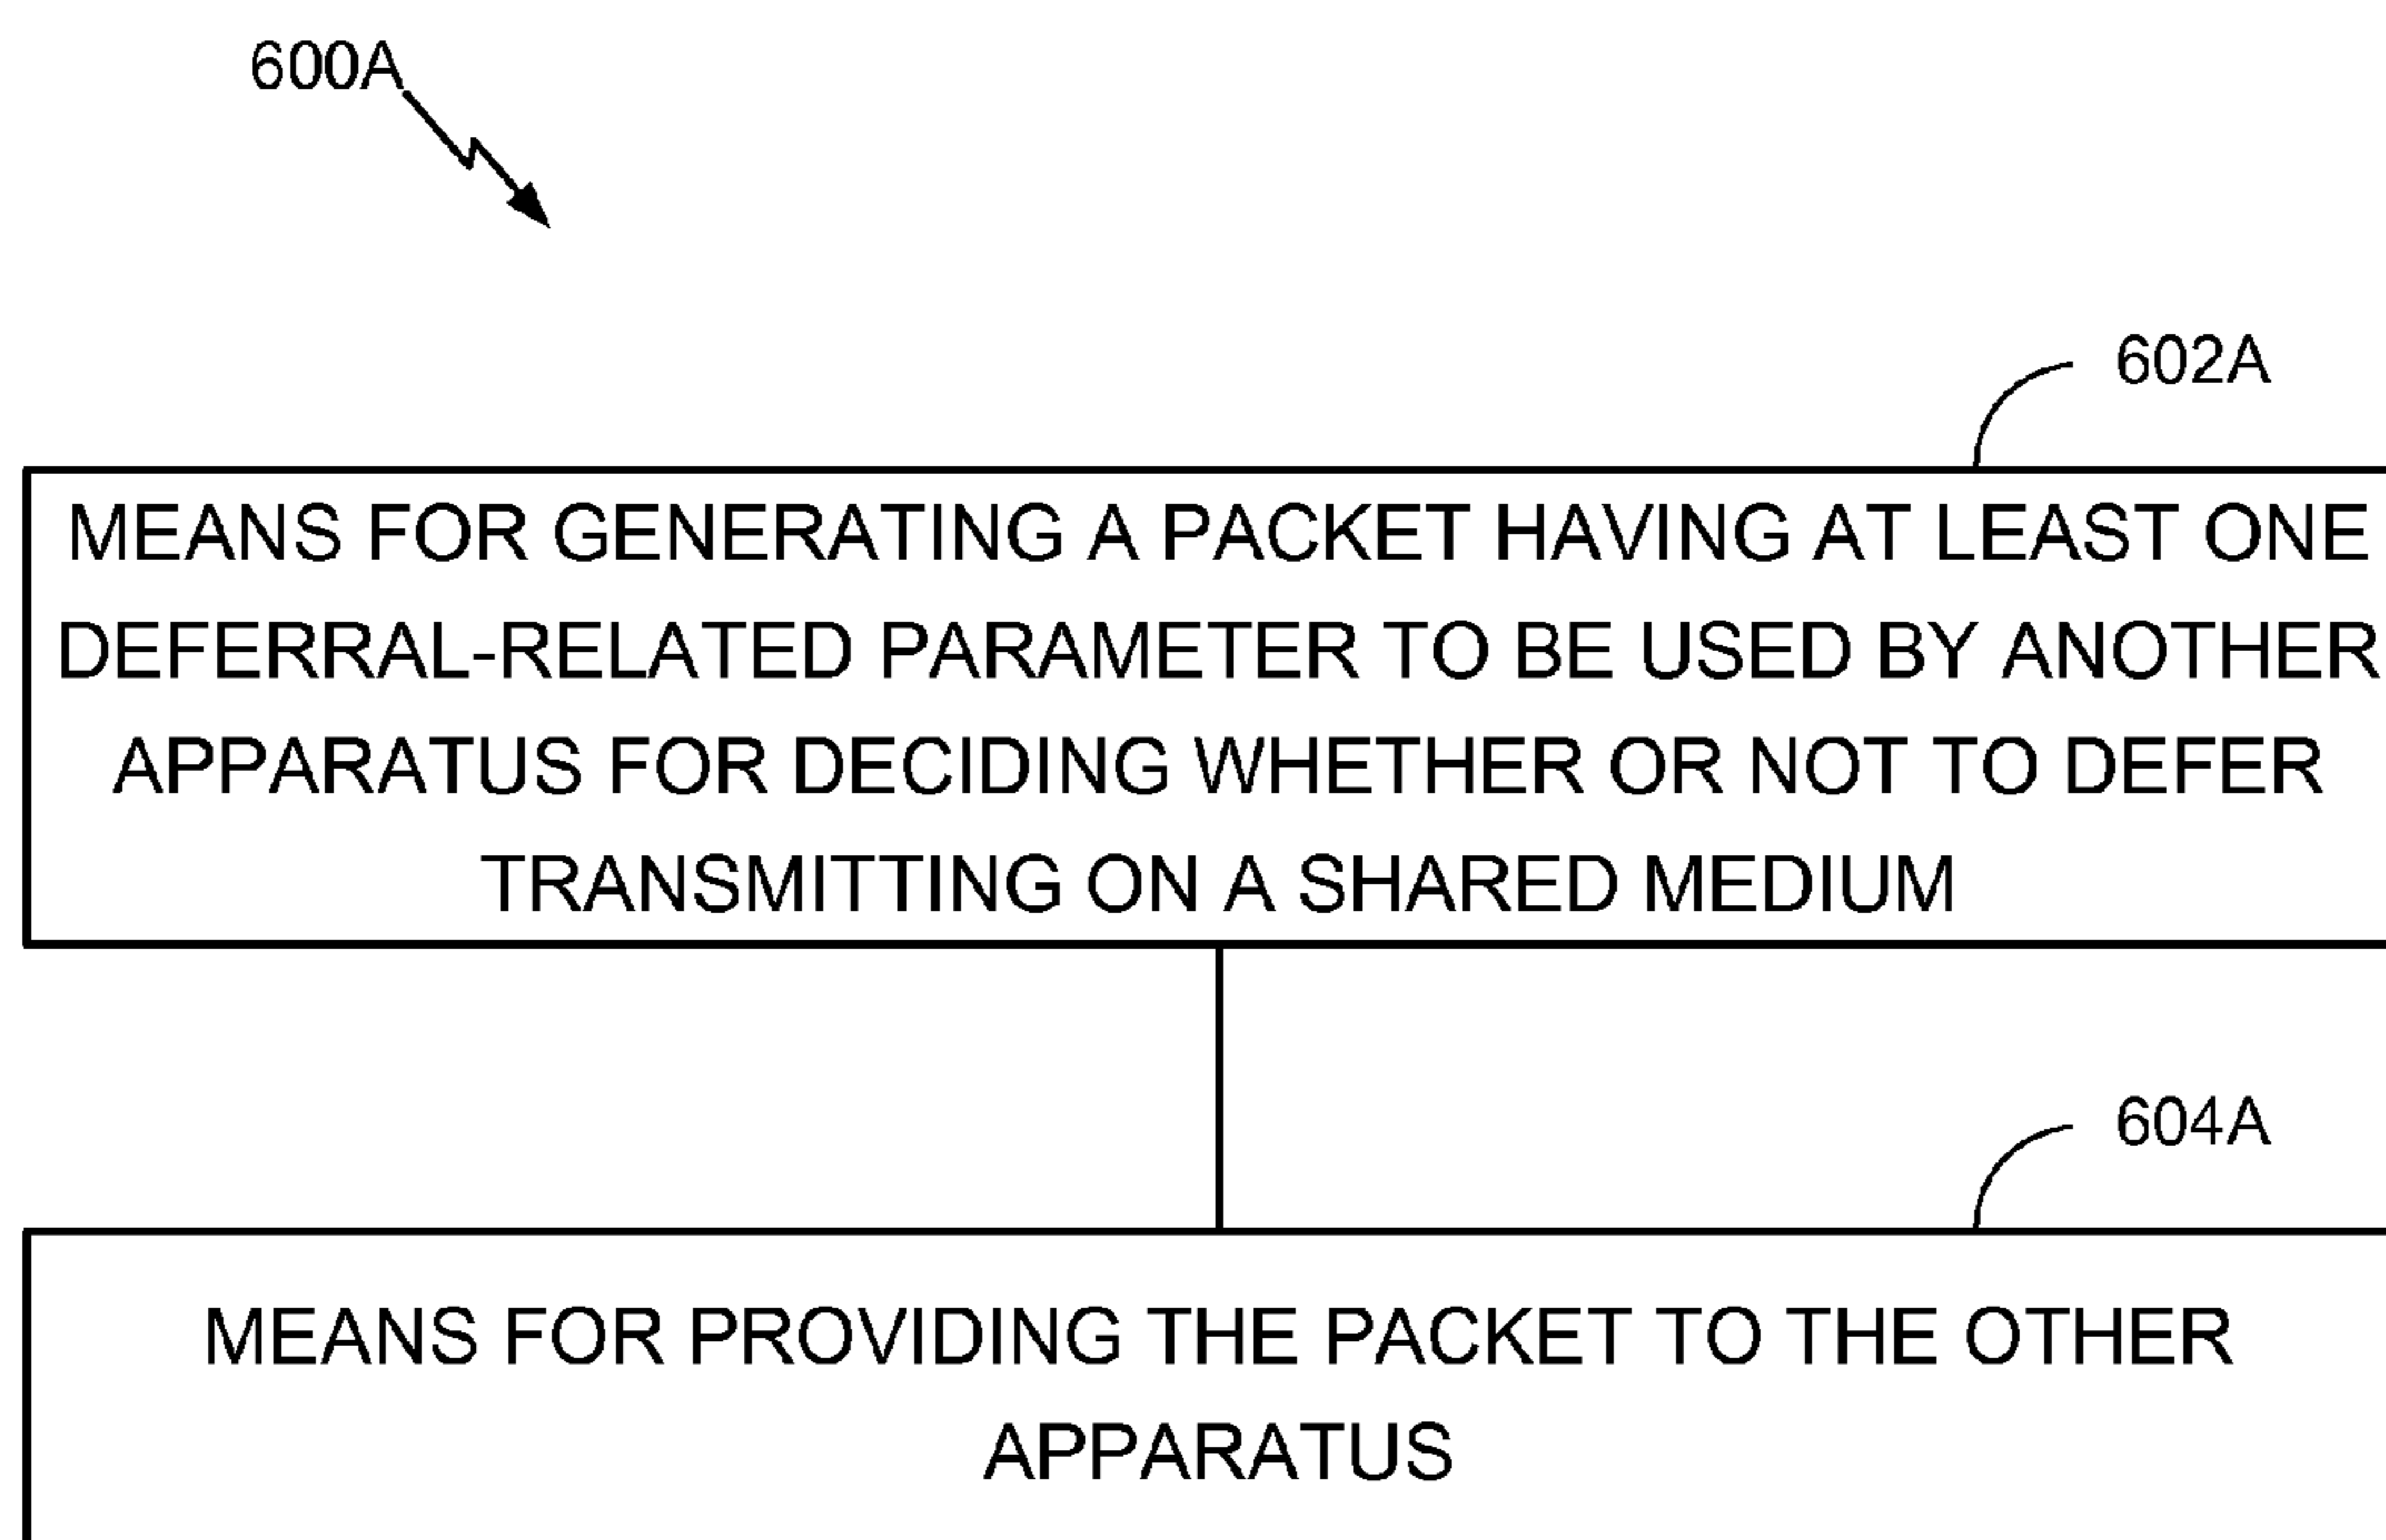 600A
602A
MEANS FOR GENERATING A PACKET HAVING AT LEAST ONE
DEFERRAL-RELATED PARAMETER TO BE USED BY ANOTHER
APPARATUS FOR DECIDING WHETHER OR NOT TO DEFER
TRANSMITTING ON A SHARED MEDIUM
604A
MEANS FOR PROVIDING THE PACKET TO THE OTHER
APPARATUS